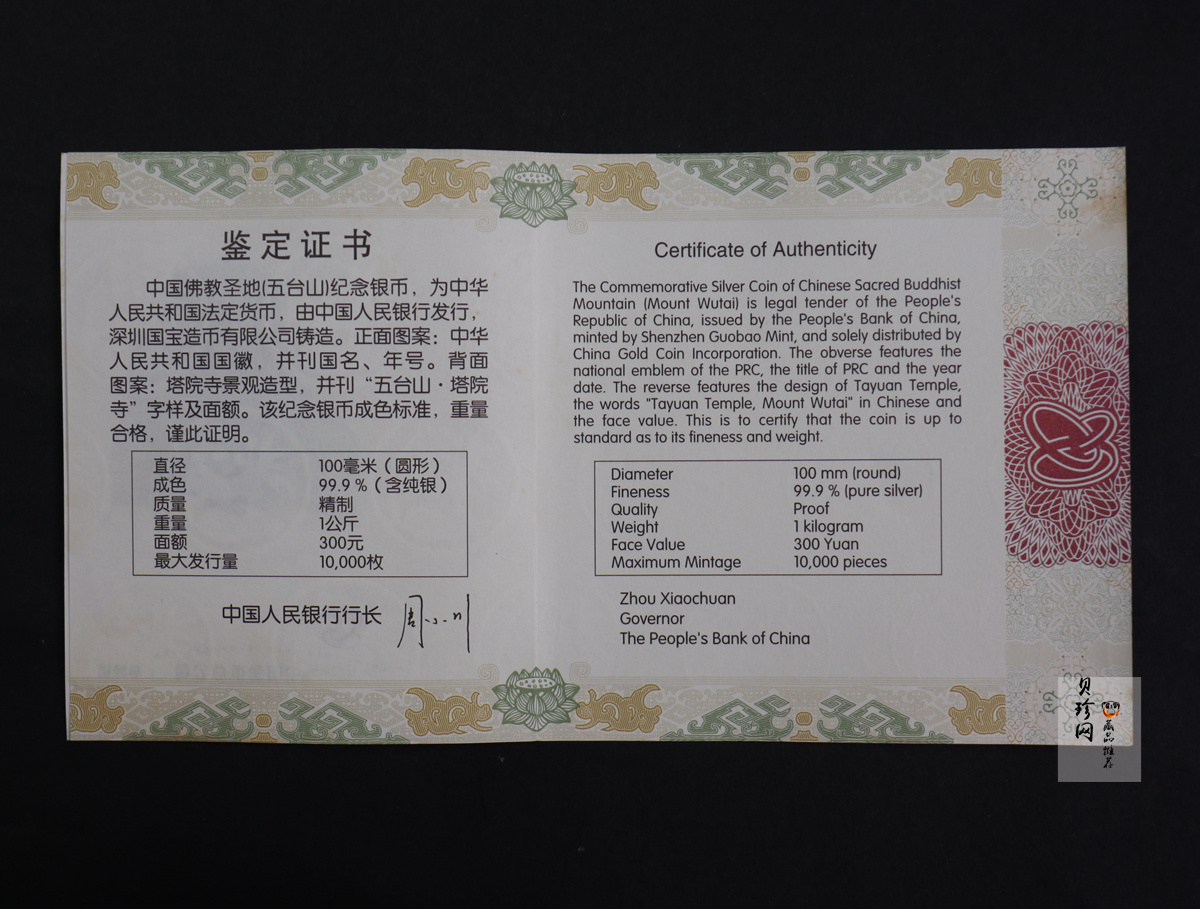 鉴定证书
中国佛教圣地(五台山)纪念银币，为中华
人民共和国法定货币，由中国人民银行发行，
深圳国宝造币有限公司铸造。正面图案：中华
人民共和国国徽，并刊国名、年号。背面
图案：塔院寺景观造型，并刊“五台山·塔院
寺”字样及面额。该纪念银币成色标准，重量
合格，谨此证明。
直径 100毫米（圆形）
成色 99.9％（含纯银）
质量 精制
重量 1公斤
面额 300元
最大发行量 10,000枚
中国人民银行行长 周小川
Certificate of Authenticity
The Commemorative Silver Coin of Chinese Sacred Buddhist
Mountain (Mount Wutai) is legal tender of the People's
Republic of China, issued by the People's Bank of China,
minted by Shenzhen Guobao Mint, and solely distributed by
China Gold Coin Incorporation. The obverse features the
national emblem of the PRC, the title of PRC and the year
date. The reverse features the design of Tayuan Temple,
the words "Tayuan Temple, Mount Wutai" in Chinese and
the face value. This is to certify that the coin is up to
standard as to its fineness and weight.
Diameter 100 mm (round)
Fineness 99.9 % (pure silver)
Quality Proof
Weight 1 kilogram
Face Value 300 Yuan
Maximum Mintage 10,000 pieces
Zhou Xiaochuan
Governor
The People's Bank of China
贝珍网
藏品推荐